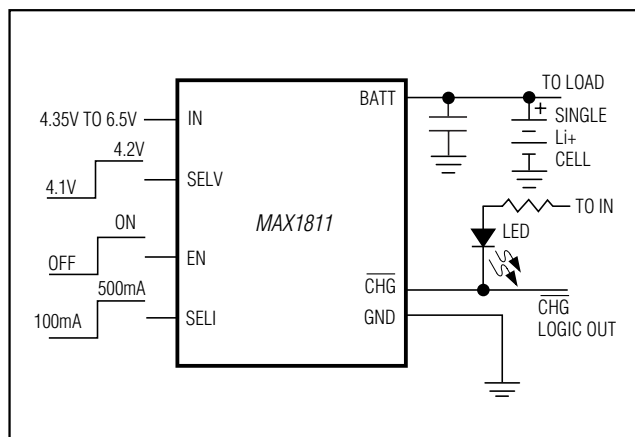 BATT
TO LOAD
4.35V TO 6.5V
IN
+
SINGLE
Li+
CELL
4.2V
4.1V
SELV
MAX1811
TO IN
LED
ON
OFF
EN
500mA
100mA
SELI
CHG
GND
CHG
LOGIC OUT